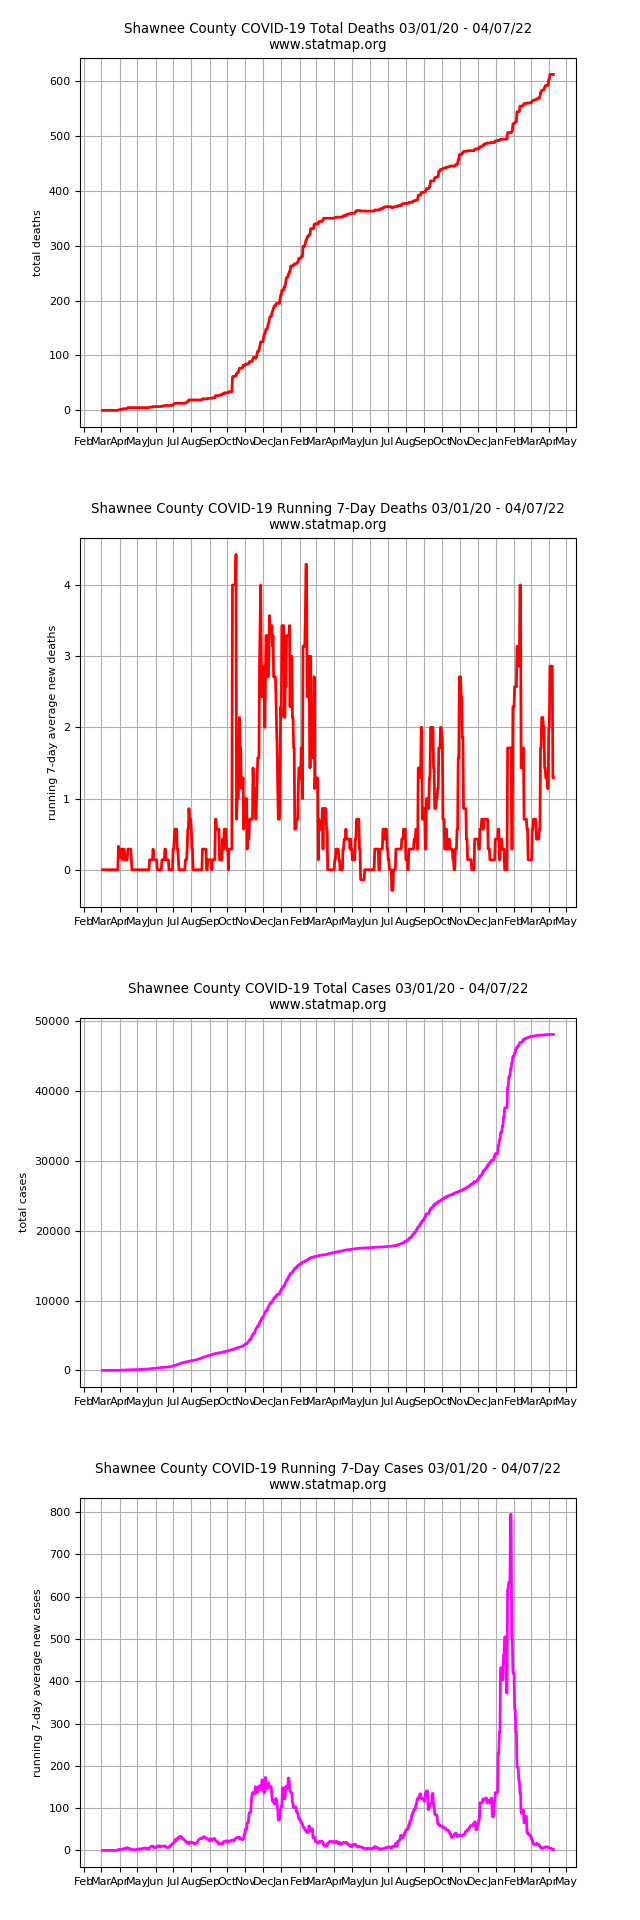 Shawnee County COVID-19 Total Deaths 03/01/20 - 04/07/22
www.statmap.org
600
500
400
300
200
100
0
total deaths
Feb Mar Apr May Jun Jul Aug Sep Oct Nov Dec Jan Feb Mar Apr May Jun Jul Aug Sep Oct Nov Dec Jan Feb Mar Apr May
Shawnee County COVID-19 Running 7-Day Deaths 03/01/20 - 04/07/22
www.statmap.org
4
3
2
1
0
running 7-day average new deaths
Feb Mar Apr May Jun Jul Aug Sep Oct Nov Dec Jan Feb Mar Apr May Jun Jul Aug Sep Oct Nov Dec Jan Feb Mar Apr May
Shawnee County COVID-19 Total Cases 03/01/20 - 04/07/22
www.statmap.org
50000
40000
30000
20000
10000
0
total cases
Feb Mar Apr May Jun Jul Aug Sep Oct Nov Dec Jan Feb Mar Apr May Jun Jul Aug Sep Oct Nov Dec Jan Feb Mar Apr May
Shawnee County COVID-19 Running 7-Day Cases 03/01/20 - 04/07/22
www.statmap.org
800
700
600
500
400
300
200
100
0
running 7-day average new cases
Feb Mar Apr May Jun Jul Aug Sep Oct Nov Dec Jan Feb Mar Apr May Jun Jul Aug Sep Oct Nov Dec Jan Feb Mar Apr May